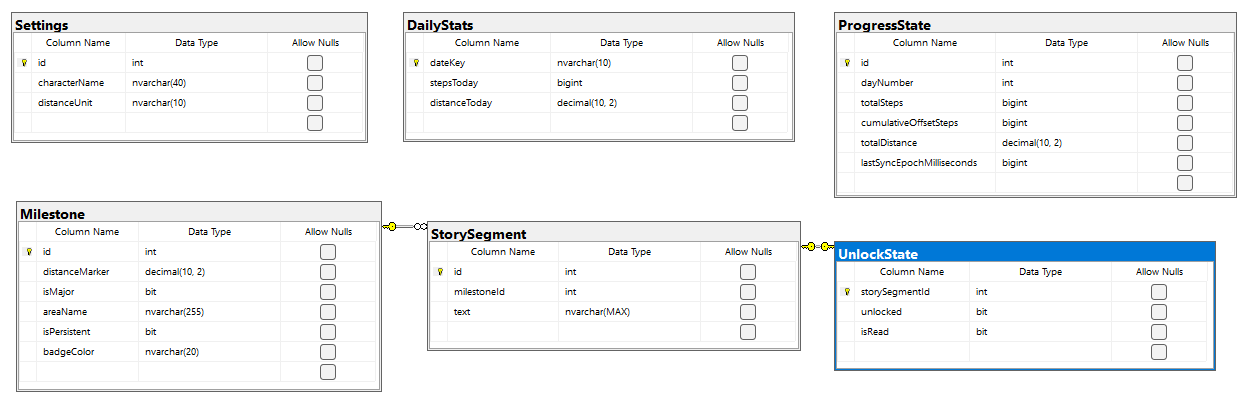 Settings
Column Name Data Type Allow Nulls
id int
characterName nvarchar(40)
distanceUnit nvarchar(10)
DailyStats
Column Name Data Type Allow Nulls
dateKey nvarchar(10)
stepsToday bigint
distanceToday decimal(10, 2)
ProgressState
Column Name Data Type Allow Nulls
id int
dayNumber int
totalSteps bigint
cumulativeOffsetSteps bigint
totalDistance decimal(10, 2)
lastSyncEpochMilliseconds bigint
Milestone
Column Name Data Type Allow Nulls
id int
distanceMarker decimal(10, 2)
isMajor bit
areaName nvarchar(255)
isPersistent bit
badgeColor nvarchar(20)
StorySegment
Column Name Data Type Allow Nulls
id int
milestoneId int
text nvarchar(MAX)
UnlockState
Column Name Data Type Allow Nulls
storySegmentId int
unlocked bit
isRead bit